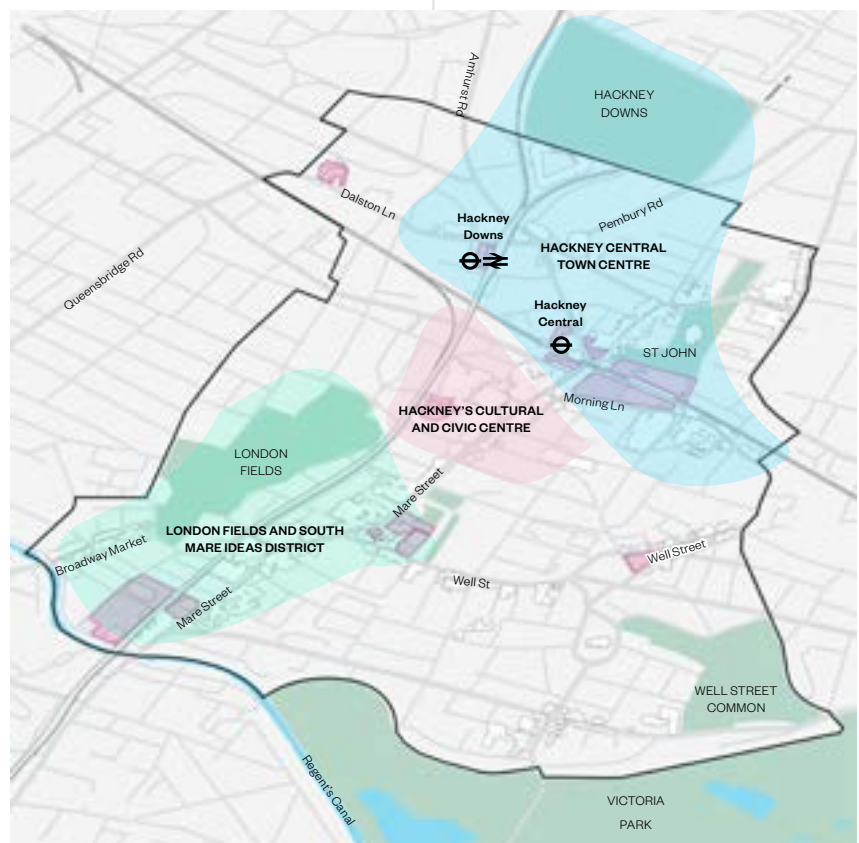 Amhurst Rd
HACKNEY
DOWNS
Dalston Ln
Pembury Rd
Hackney
Downs
HACKNEY CENTRAL
TOWN CENTRE
Queensbridge Rd
Hackney
Central
ST JOHN
Morning Ln
HACKNEY'S CULTURAL
AND CIVIC CENTRE
LONDON
FIELDS
Mare Street
LONDON FIELDS AND SOUTH
MARE IDEAS DISTRICT
Broadway Market
Well Street
Well St
Mare Street
WELL STREET
COMMON
Regent's Canal
VICTORIA
PARK